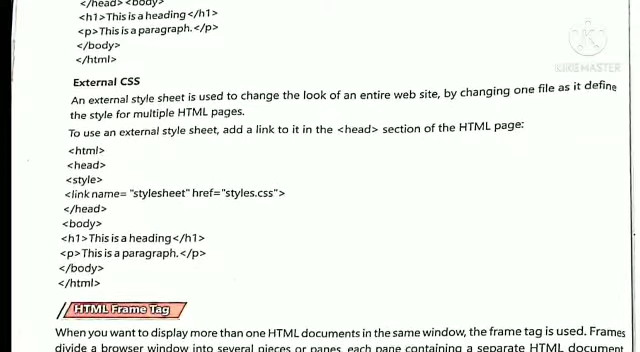 </head> <body>
<h1>This is a heading</h1>
<p>This is a paragraph.</p>
</body>
</html>
KINEMASTER
External CSS
An external style sheet is used to change the look of an entire web site, by changing one file as it define
the style for multiple HTML pages.
To use an external style sheet, add a link to it in the <head> section of the HTML page:
<html>
<head>
<style>
<link name= "stylesheet" href="styles.css">
</head>
<body>
<h1>This is a heading</h1>
<p>This is a paragraph.</p>
</body>
</html>
HTML Frame Tag
When you want to display more than one HTML documents in the same window, the frame tag is used. Frames
divide a browser window into several pieces or panes, each pane containing a separate HTML document